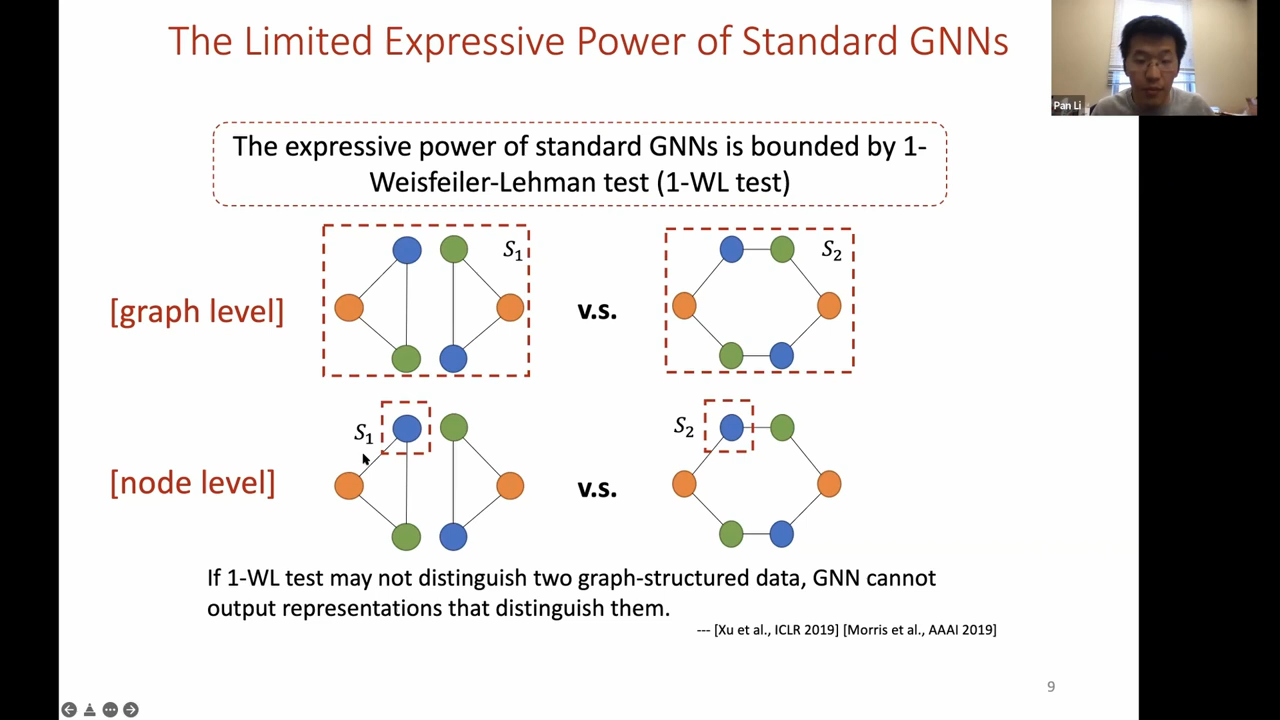 The Limited Expressive Power of Standard GNNs
Pan Li
The expressive power of standard GNNs is bounded by 1-
Weisfeiler-Lehman test (1-WL test)
[graph level]
S₁
v.s.
S₂
[node level]
S₁
v.s.
S₂
If 1-WL test may not distinguish two graph-structured data, GNN cannot
output representations that distinguish them.
--- [Xu et al., ICLR 2019] [Morris et al., AAAI 2019]
9